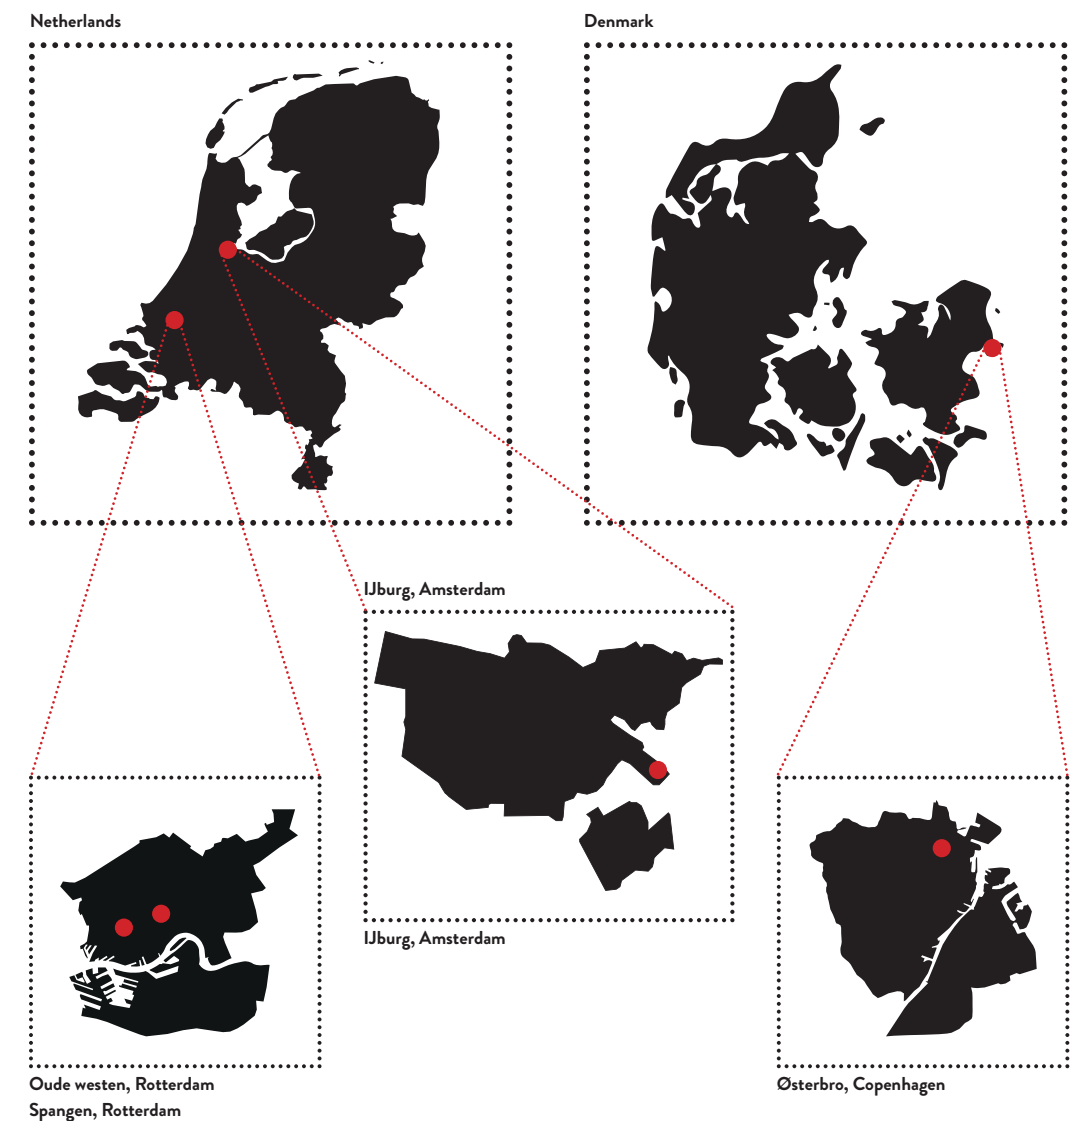 Netherlands
Denmark
IJburg, Amsterdam
IJburg, Amsterdam
Oude westen, Rotterdam
Spangen, Rotterdam
Østerbro, Copenhagen